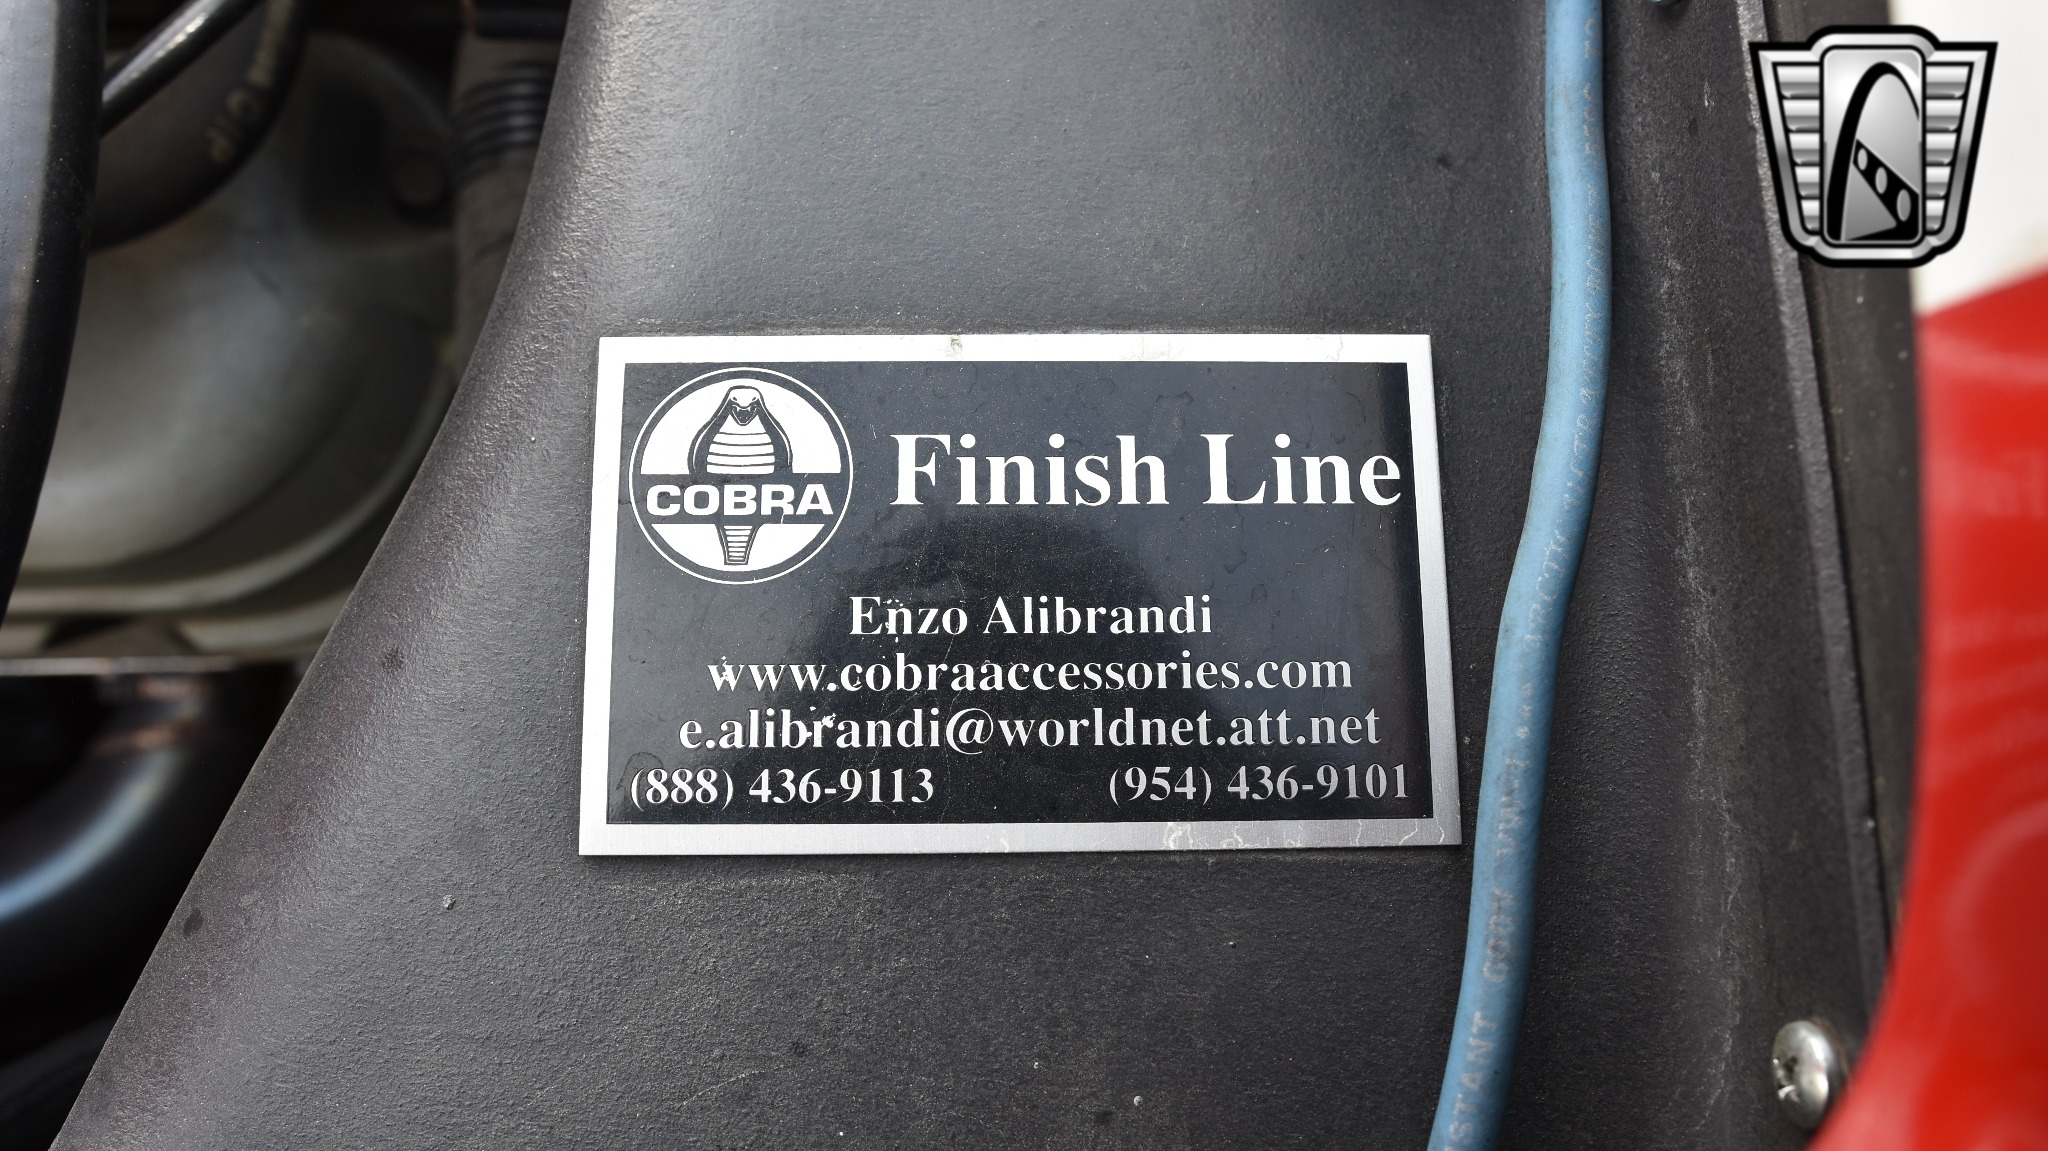 COBRA
Finish Line
Enzo Alibrandi
www.cobraaccessories.com
e.alibrandi@worldnet.att.net
(888) 436-9113 (954) 436-9101